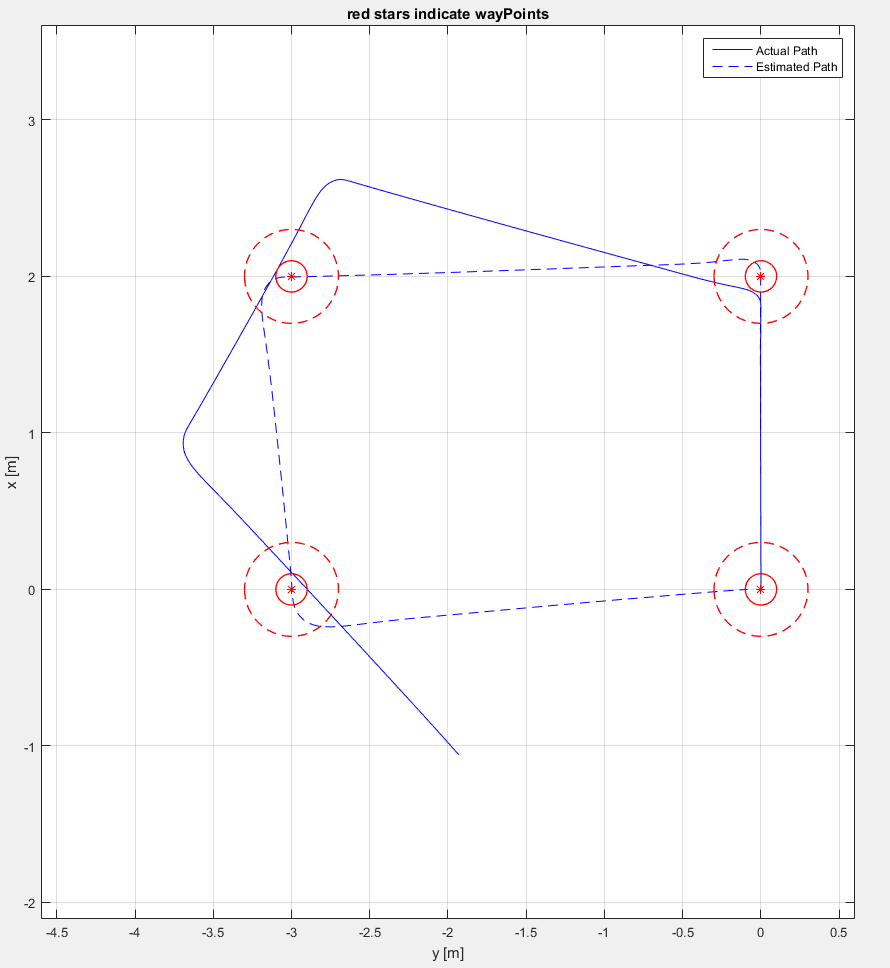 red stars indicate wayPoints
Actual Path
Estimated Path
3
2
1
0
-1
-2
x [m]
-4.5 -4 -3.5 -3 -2.5 -2 -1.5 -1 -0.5 0 0.5
y [m]